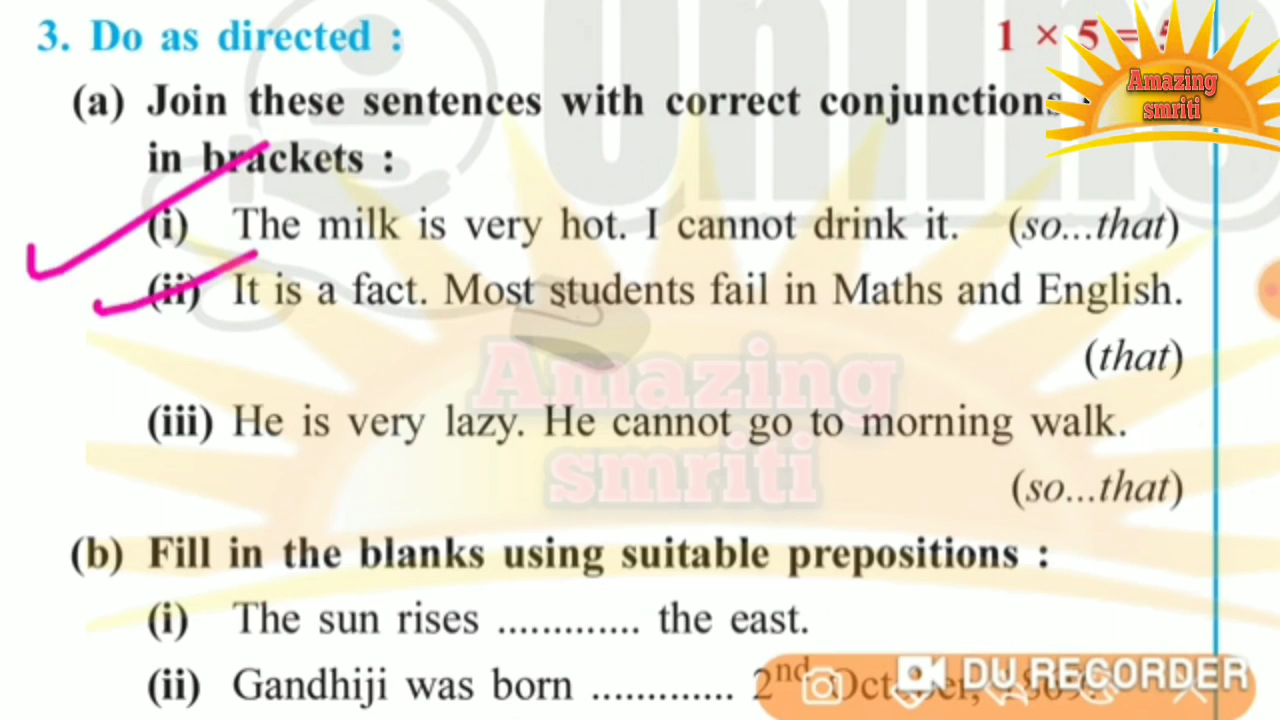 3. Do as directed :
1 × 5 =
Amazing
smriti
(a) Join these sentences with correct conjunctions
in brackets :
(i) The milk is very hot. I cannot drink it. (so...that)
(ii) It is a fact. Most students fail in Maths and English.
(that)
Amazing
smriti
(iii) He is very lazy. He cannot go to morning walk.
(so...that)
(b) Fill in the blanks using suitable prepositions :
(i) The sun rises ............. the east.
(ii) Gandhiji was born ............. 2nd
DU RECORDER